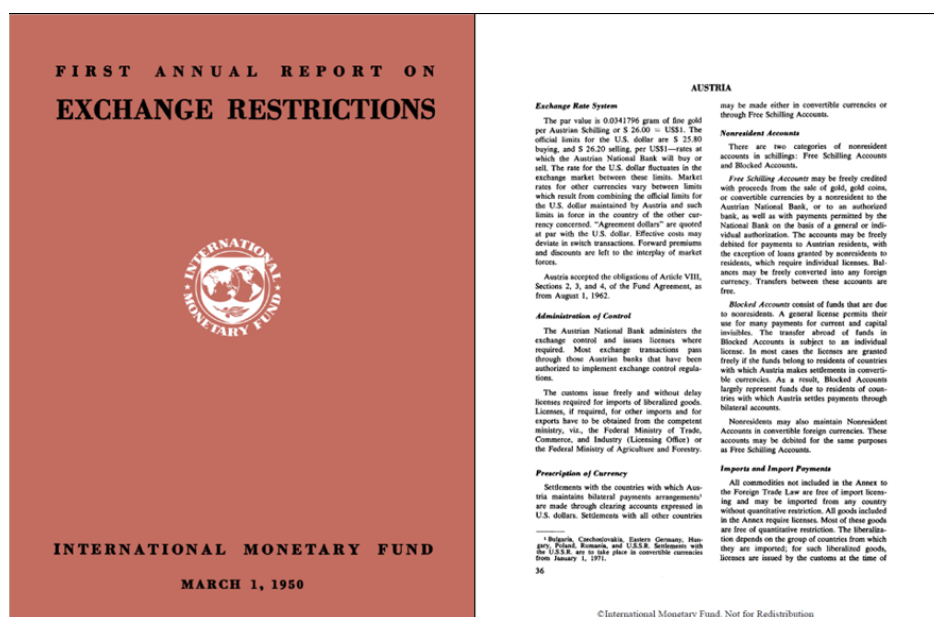 FIRST ANNUAL REPORT ON
EXCHANGE RESTRICTIONS
INTERNATIONAL
MONETARY FUND
INTERNATIONAL MONETARY FUND
MARCH 1, 1950
AUSTRIA
Exchange Rate System
The par value is 0.0341796 gram of fine gold
per Austrian Schilling or S 26.00 = US$1. The
official limits for the U.S. dollar are S 25.80
buying, and S 26.20 selling, per US$1—rates at
which the Austrian National Bank will buy or
sell. The rate for the U.S. dollar fluctuates in the
exchange market between these limits. Market
rates for other currencies vary between limits
which result from combining the official limits for
the U.S. dollar maintained by Austria and such
limits in force in the country of the other cur-
rency concerned. “Agreement dollars” are quoted
at par with the U.S. dollar. Effective costs may
deviate in switch transactions. Forward premiums
and discounts are left to the interplay of market
forces.
Austria accepted the obligations of Article VIII,
Sections 2, 3, and 4, of the Fund Agreement, as
from August 1, 1962.
Administration of Control
The Austrian National Bank administers the
exchange control and issues licenses where
required. Most exchange transactions pass
through those Austrian banks that have been
authorized to implement exchange control regula-
tions.
The customs issue freely and without delay
licenses required for imports of liberalized goods.
Licenses, if required, for other imports and for
exports have to be obtained from the competent
ministry, viz., the Federal Ministry of Trade,
Commerce, and Industry (Licensing Office) or
the Federal Ministry of Agriculture and Forestry.
Prescription of Currency
Settlements with the countries with which Aus-
tria maintains bilateral payments arrangements¹
are made through clearing accounts expressed in
U.S. dollars. Settlements with all other countries
¹ Bulgaria, Czechoslovakia, Eastern Germany, Hun-
gary, Poland, Rumania, and U.S.S.R. Settlements with
the U.S.S.R. are to take place in convertible currencies
from January 1, 1971.
36
may be made either in convertible currencies or
through Free Schilling Accounts.
Nonresident Accounts
There are two categories of nonresident
accounts in schillings: Free Schilling Accounts
and Blocked Accounts.
Free Schilling Accounts may be freely credited
with proceeds from the sale of gold, gold coins,
or convertible currencies by a nonresident to the
Austrian National Bank, or to an authorized
bank, as well as with payments permitted by the
National Bank on the basis of a general or indi-
vidual authorization. The accounts may be freely
debited for payments to Austrian residents, with
the exception of loans granted by nonresidents to
residents, which require individual licenses. Bal-
ances may be freely converted into any foreign
currency. Transfers between these accounts are
free.
Blocked Accounts consist of funds that are due
to nonresidents. A general license permits their
use for many payments for current and capital
invisibles. The transfer abroad of funds in
Blocked Accounts is subject to an individual
license. In most cases the licenses are granted
freely if the funds belong to residents of countries
with which Austria makes settlements in converti-
ble currencies. As a result, Blocked Accounts
largely represent funds due to residents of coun-
tries with which Austria settles payments through
bilateral accounts.
Nonresidents may also maintain Nonresident
Accounts in convertible foreign currencies. These
accounts may be debited for the same purposes
as Free Schilling Accounts.
Imports and Import Payments
All commodities not included in the Annex to
the Foreign Trade Law are free of import licens-
ing and may be imported from any country
without quantitative restriction. All goods included
in the Annex require licenses. Most of these goods
are free of quantitative restriction. The liberaliza-
tion depends on the group of countries from which
they are imported; for such liberalized goods,
licenses are issued by the customs at the time of
©International Monetary Fund. Not for Redistribution